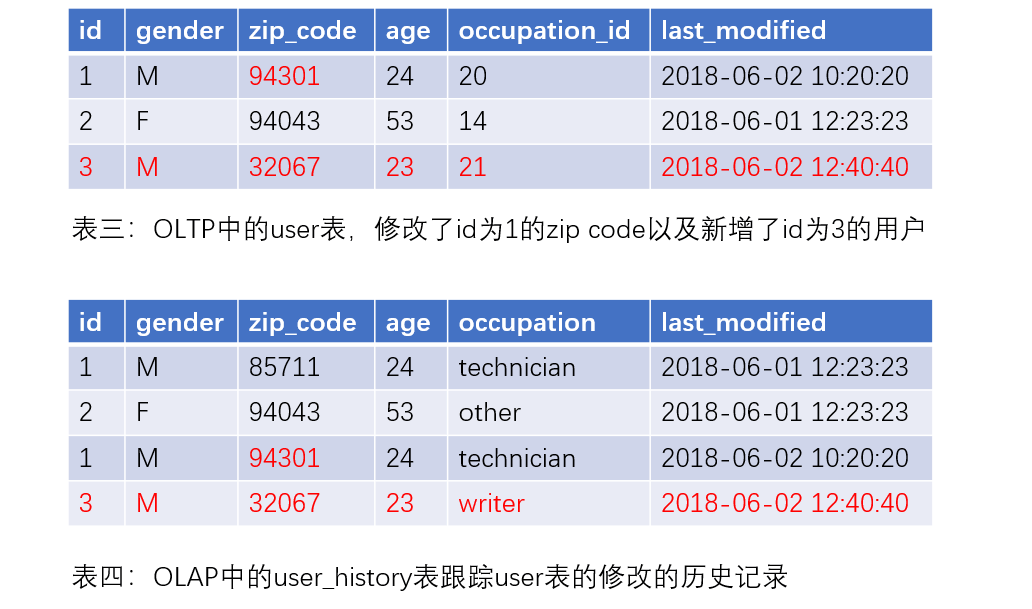 id gender zip_code age occupation_id last_modified
1 M 94301 24 20 2018-06-02 10:20:20
2 F 94043 53 14 2018-06-01 12:23:23
3 M 32067 23 21 2018-06-02 12:40:40
表三：OLTP中的user表，修改了id为1的zip code以及新增了id为3的用户
id gender zip_code age occupation last_modified
1 M 85711 24 technician 2018-06-01 12:23:23
2 F 94043 53 other 2018-06-01 12:23:23
1 M 94301 24 technician 2018-06-02 10:20:20
3 M 32067 23 writer 2018-06-02 12:40:40
表四：OLAP中的user_history表跟踪user表的修改的历史记录